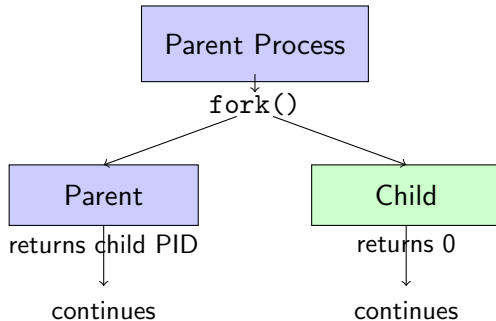 Parent Process
fork()
Parent
Child
returns child PID
returns 0
continues
continues